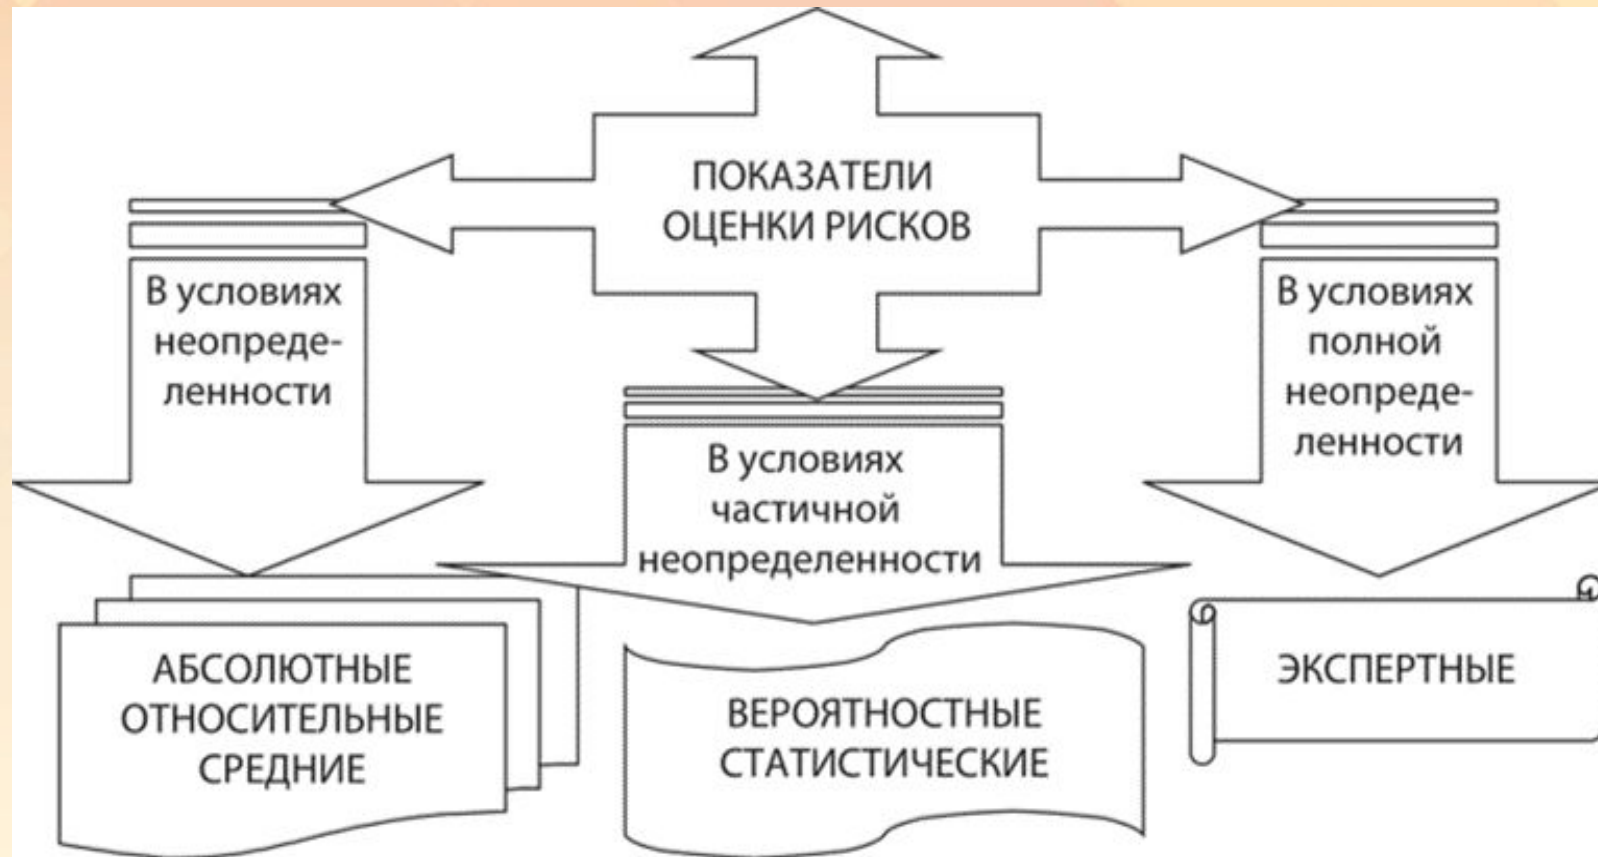 ПОКАЗАТЕЛИ
ОЦЕНКИ РИСКОВ
В условиях
неопреде-
ленности
В условиях
частичной
неопределенности
В условиях
полной
неопреде-
ленности
АБСОЛЮТНЫЕ
ОТНОСИТЕЛЬНЫЕ
СРЕДНИЕ
ВЕРОЯТНОСТНЫЕ
СТАТИСТИЧЕСКИЕ
ЭКСПЕРТНЫЕ